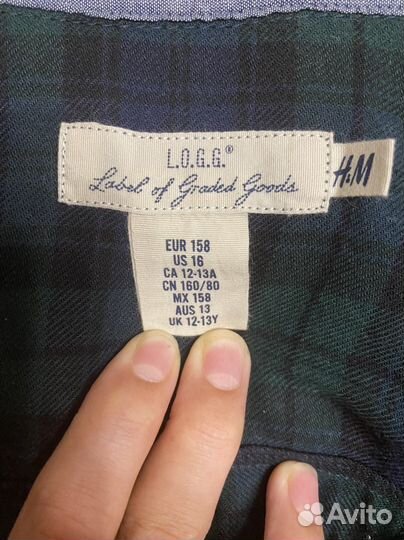 L.O.G.G.®
Label of Graded Goods
H.M
EUR 158
US 16
CA 12-13A
CN 160/80
MX 158
AUS 13
UK 12-13Y
Avito